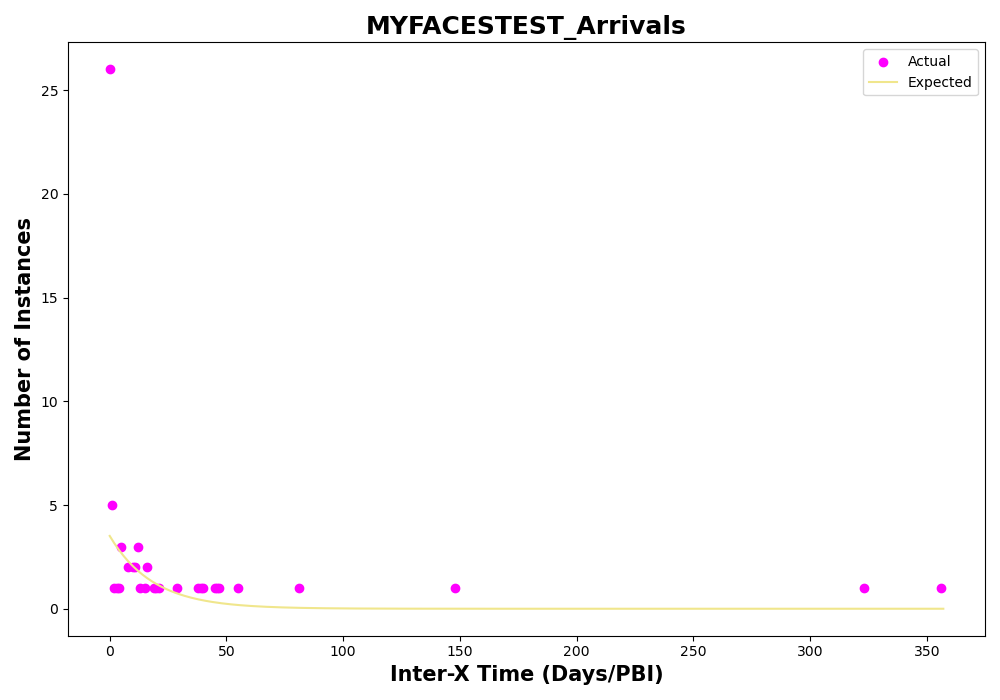 MYFACESTEST_Arrivals
Actual
Expected
Number of Instances
25
20
15
10
5
0
0 50 100 150 200 250 300 350
Inter-X Time (Days/PBI)